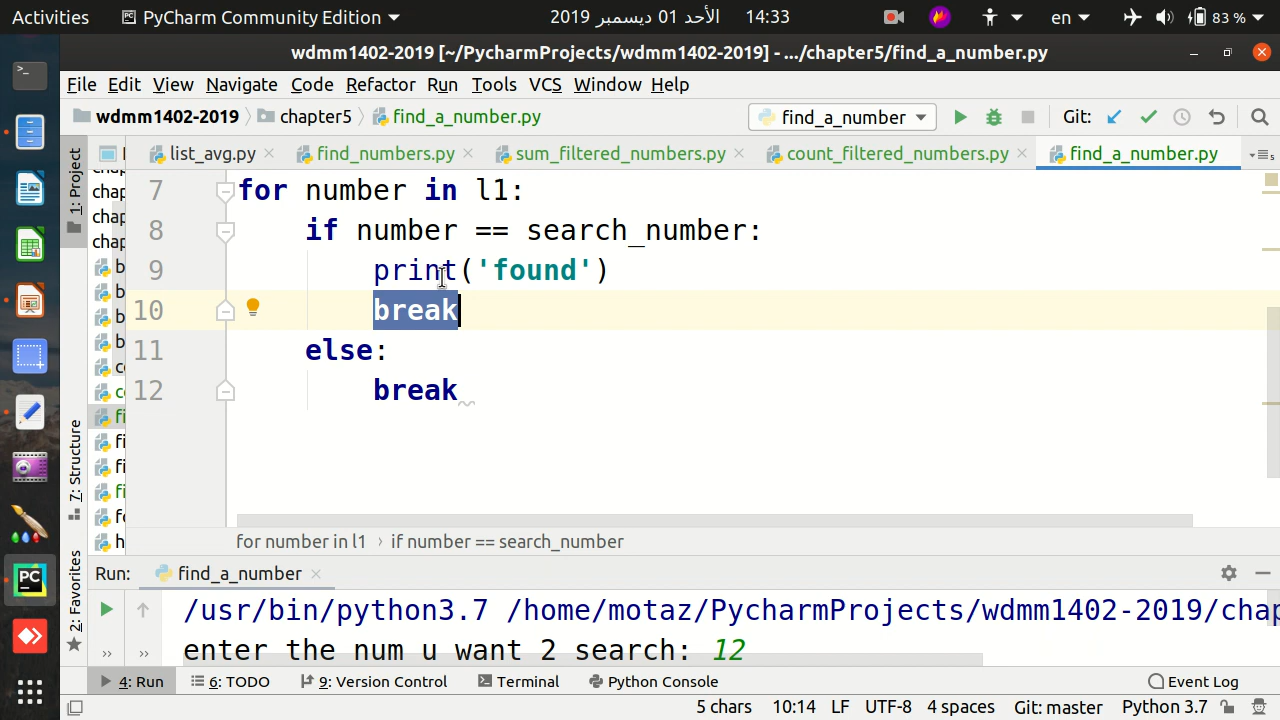 Activities PyCharm Community Edition الأحد 01 ديسمبر 2019 14:33 en 83 %
wdmm1402-2019 [~/PycharmProjects/wdmm1402-2019] - .../chapter5/find_a_number.py
File Edit View Navigate Code Refactor Run Tools VCS Window Help
wdmm1402-2019 chapter5 find_a_number.py find_a_number Git:
list_avg.py find_numbers.py sum_filtered_numbers.py count_filtered_numbers.py find_a_number.py
1: Project
7: Structure
2: Favorites
7 for number in l1:
8 if number == search_number:
9 print('found')
10 break
11 else:
12 break
for number in l1 › if number == search_number
Run: find_a_number
/usr/bin/python3.7 /home/motaz/PycharmProjects/wdmm1402-2019/chap
enter the num u want 2 search: 12
4: Run 6: TODO 9: Version Control Terminal Python Console Event Log
5 chars 10:14 LF UTF-8 4 spaces Git: master Python 3.7